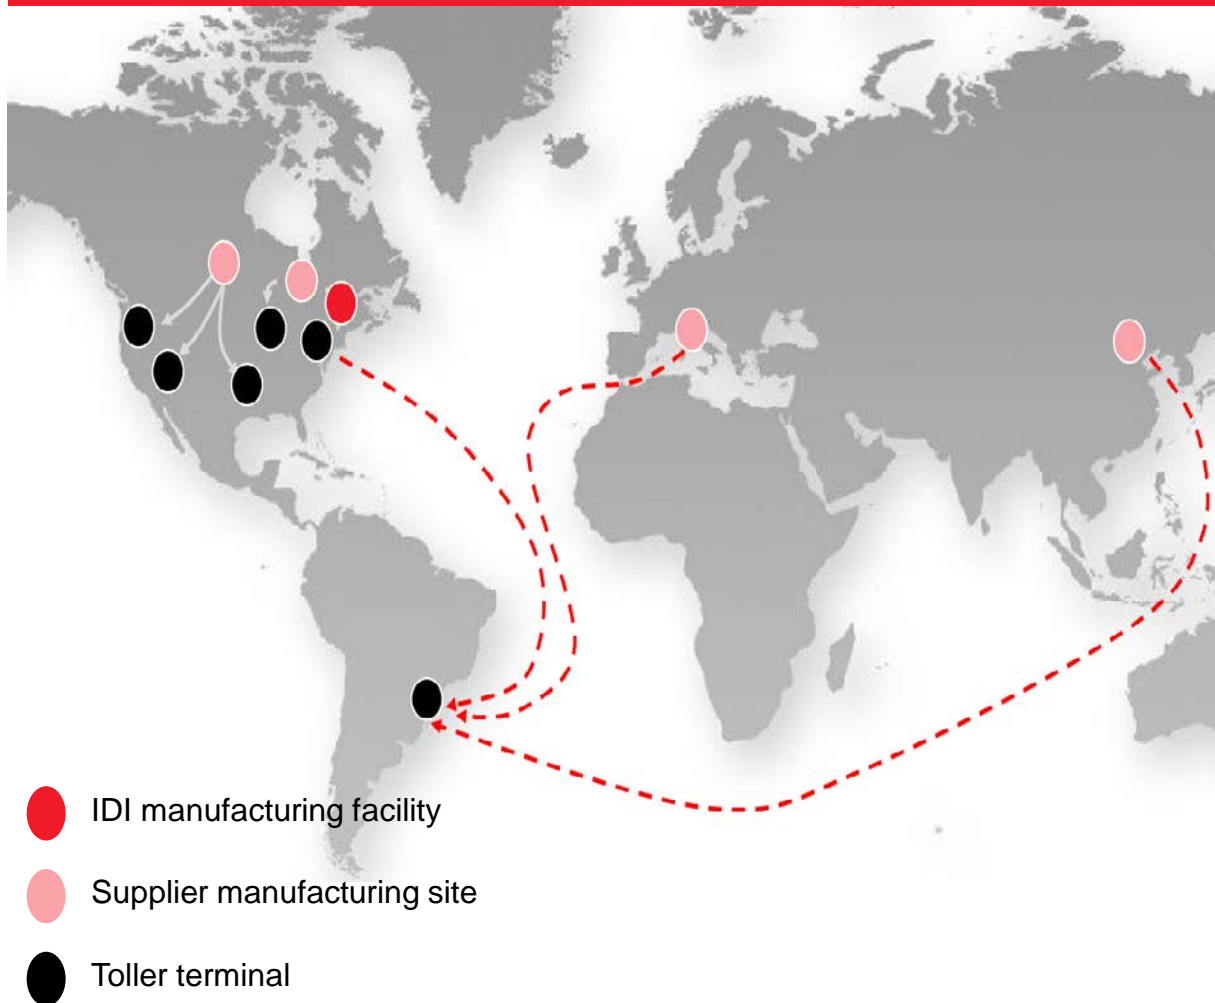 IDI manufacturing facility
Supplier manufacturing site
Toller terminal